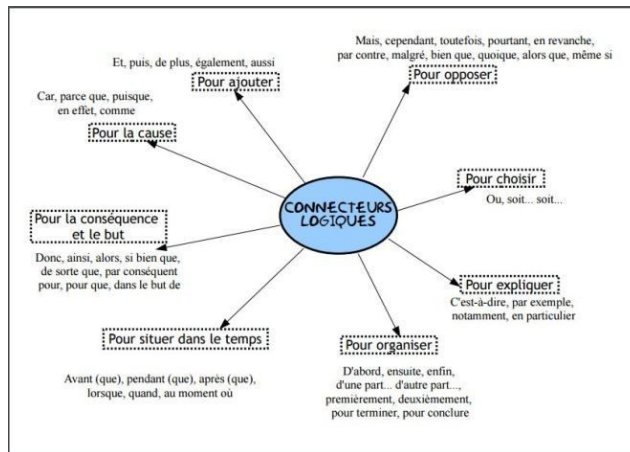 Mais, cependant, toutefois, pourtant, en revanche,
par contre, malgré, bien que, quoique, alors que, même si
Pour opposer
Et, puis, de plus, également, aussi
Pour ajouter
Car, parce que, puisque,
en effet, comme
Pour la cause
Pour choisir
Ou, soit... soit...
CONNECTEURS
LOGIQUES
Pour la conséquence
et le but
Donc, ainsi, alors, si bien que,
de sorte que, par conséquent
pour, pour que, dans le but de
Pour expliquer
C'est-à-dire, par exemple,
notamment, en particulier
Pour situer dans le temps
Avant (que), pendant (que), après (que),
lorsque, quand, au moment où
Pour organiser
D'abord, ensuite, enfin,
d'une part... d'autre part...,
premièrement, deuxièmement,
pour terminer, pour conclure